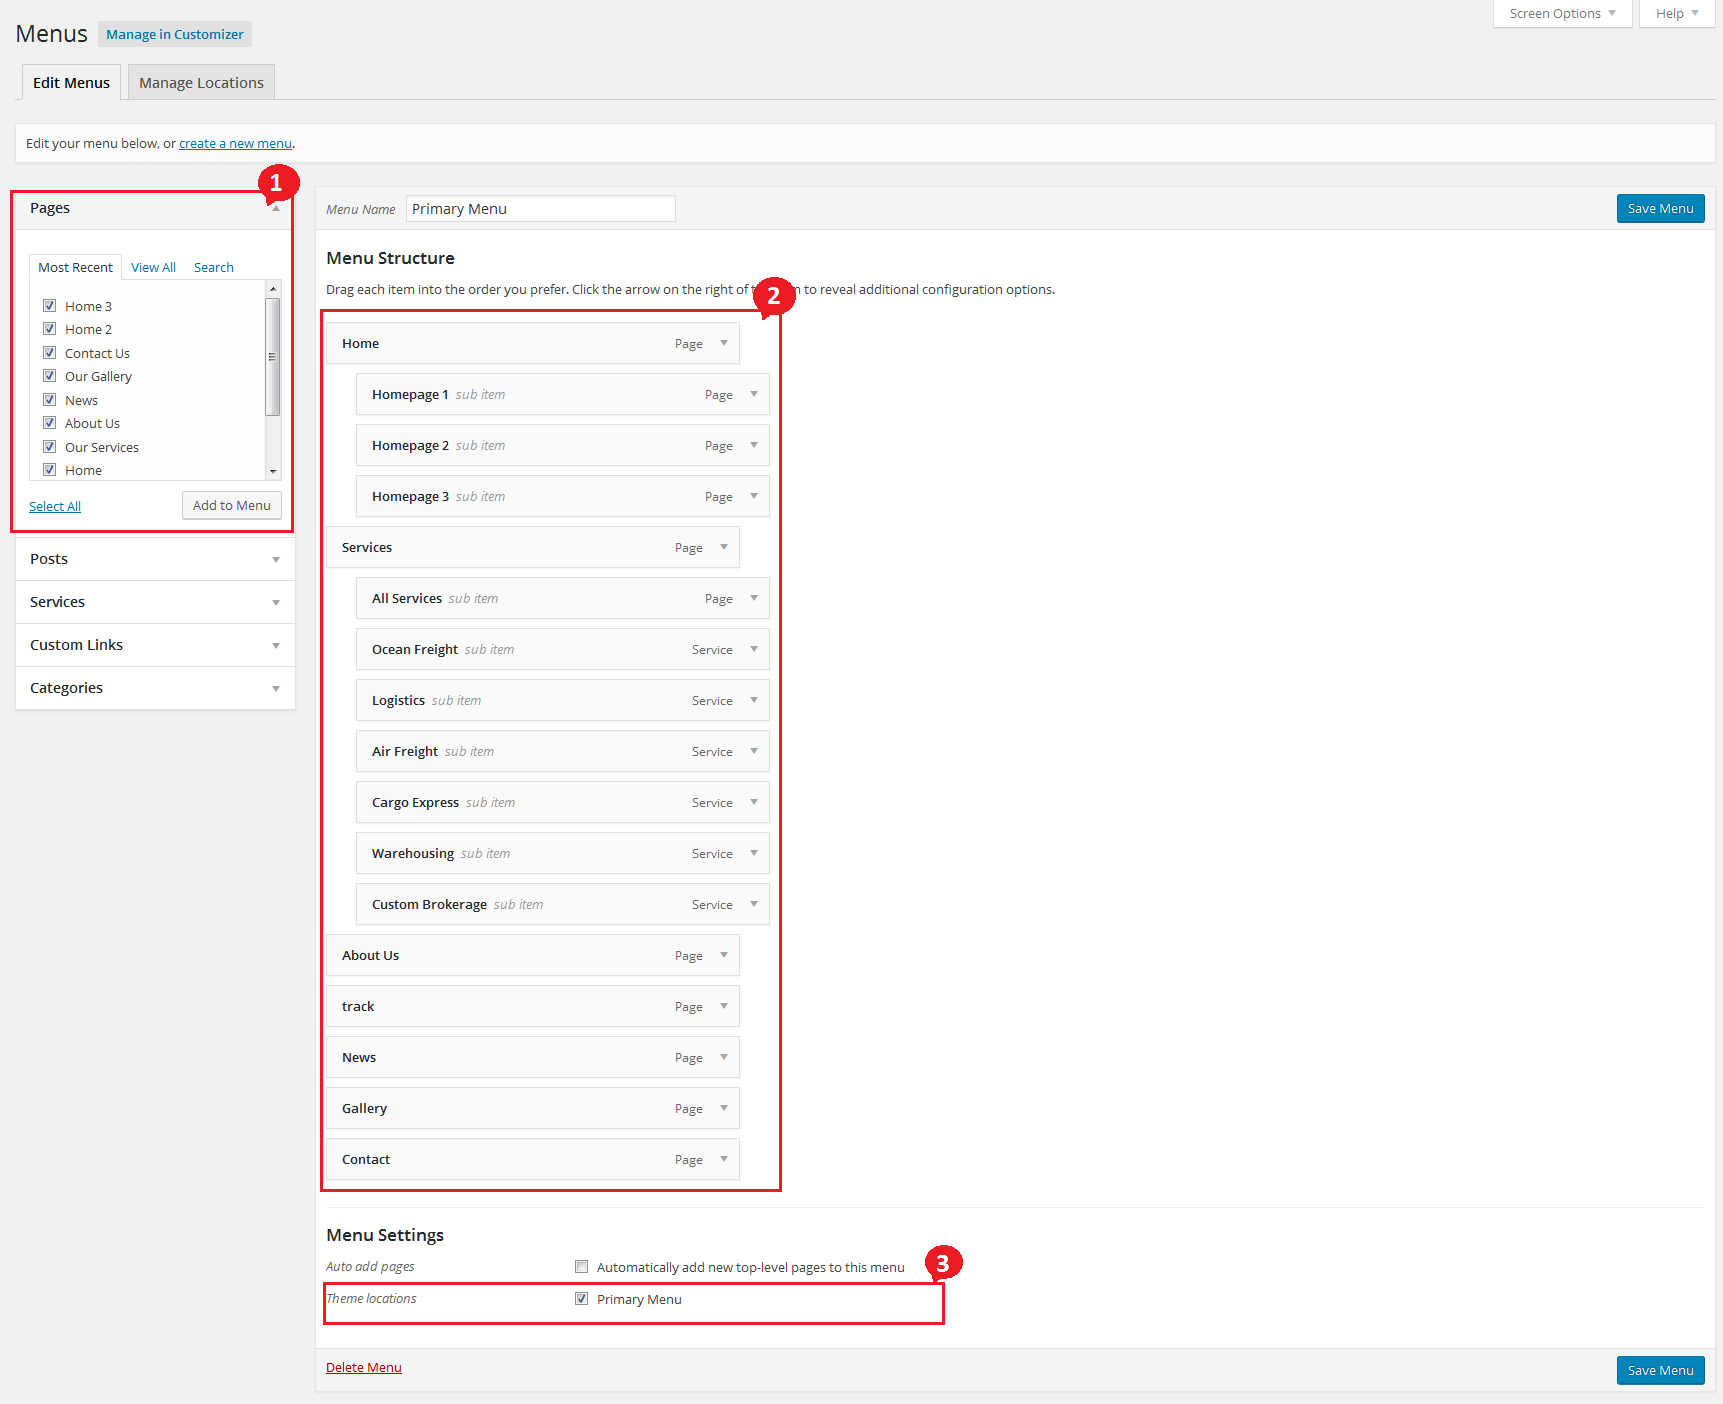 Screen Options Help
Menus Manage in Customizer
Edit Menus Manage Locations
Edit your menu below, or create a new menu.
1
Pages
Most Recent View All Search
Home 3
Home 2
Contact Us
Our Gallery
News
About Us
Our Services
Home
Select All Add to Menu
Posts
Services
Custom Links
Categories
Menu Name Primary Menu Save Menu
Menu Structure
Drag each item into the order you prefer. Click the arrow on the right of to reveal additional configuration options.
2
Home Page
Homepage 1 sub item Page
Homepage 2 sub item Page
Homepage 3 sub item Page
Services Page
All Services sub item Page
Ocean Freight sub item Service
Logistics sub item Service
Air Freight sub item Service
Cargo Express sub item Service
Warehousing sub item Service
Custom Brokerage sub item Service
About Us Page
track Page
News Page
Gallery Page
Contact Page
Menu Settings
Auto add pages Automatically add new top-level pages to this menu
3
Theme locations Primary Menu
Delete Menu Save Menu